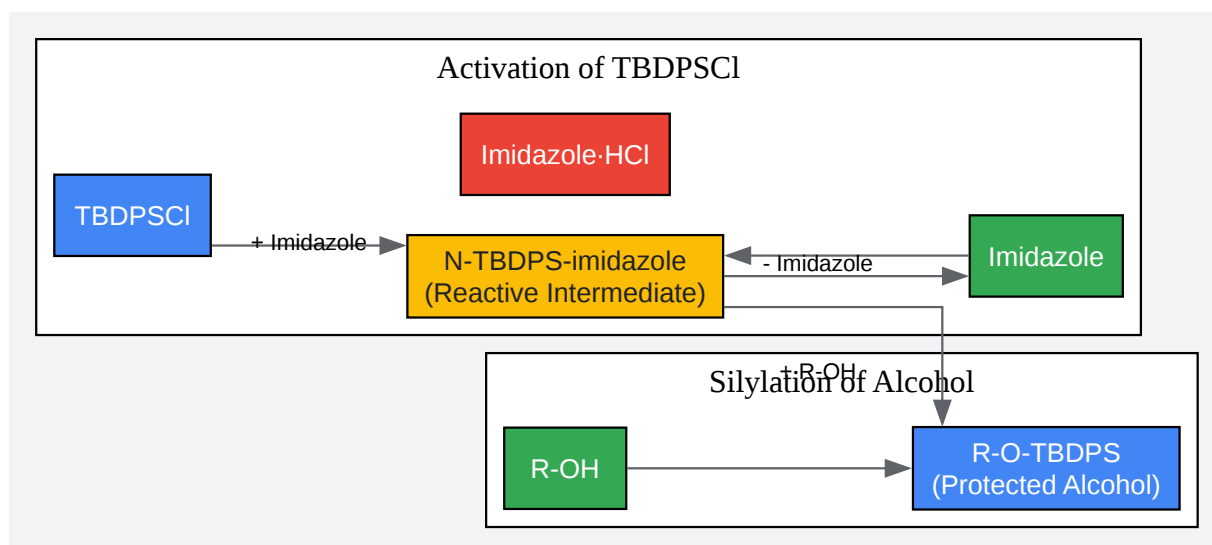 Activation of TBDPSCl
Imidazole·HCl
TBDPSCl
+ Imidazole
N-TBDPS-imidazole
(Reactive Intermediate)
- Imidazole
Imidazole
+ R-OH
Silylation of Alcohol
R-OH
R-O-TBDPS
(Protected Alcohol)